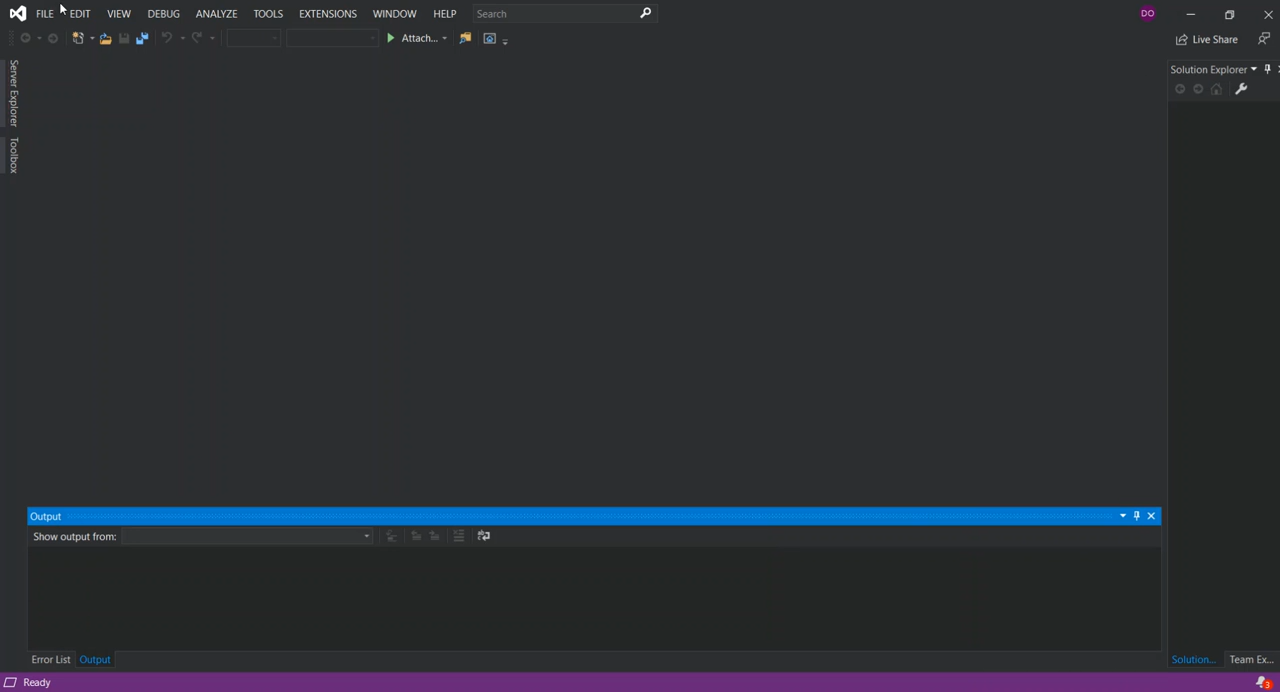 FILE EDIT VIEW DEBUG ANALYZE TOOLS EXTENSIONS WINDOW HELP Search DO
Attach... Live Share
Server Explorer
Toolbox
Solution Explorer
Output
Show output from:
Error List Output Solution... Team Ex...
Ready 3